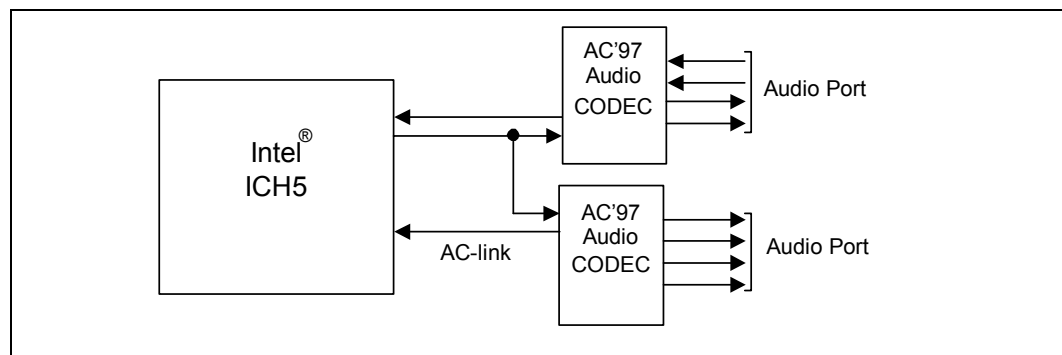 Intel®
ICH5
AC'97
Audio
CODEC
Audio Port
AC-link
AC'97
Audio
CODEC
Audio Port